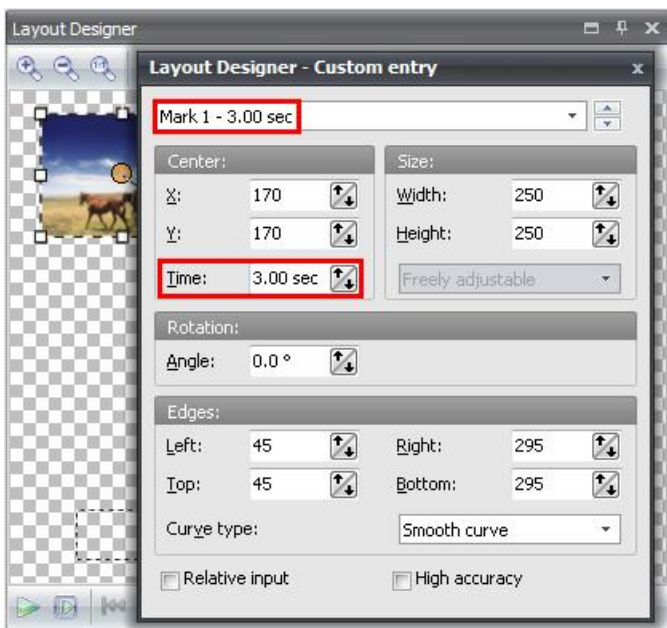 Layout Designer
Layout Designer - Custom entry
Mark 1 - 3.00 sec
Center:
Size:
X: 170
Width: 250
Y: 170
Height: 250
Time: 3.00 sec
Freely adjustable
Rotation:
Angle: 0.0 °
Edges:
Left: 45
Right: 295
Top: 45
Bottom: 295
Curve type: Smooth curve
Relative input
High accuracy